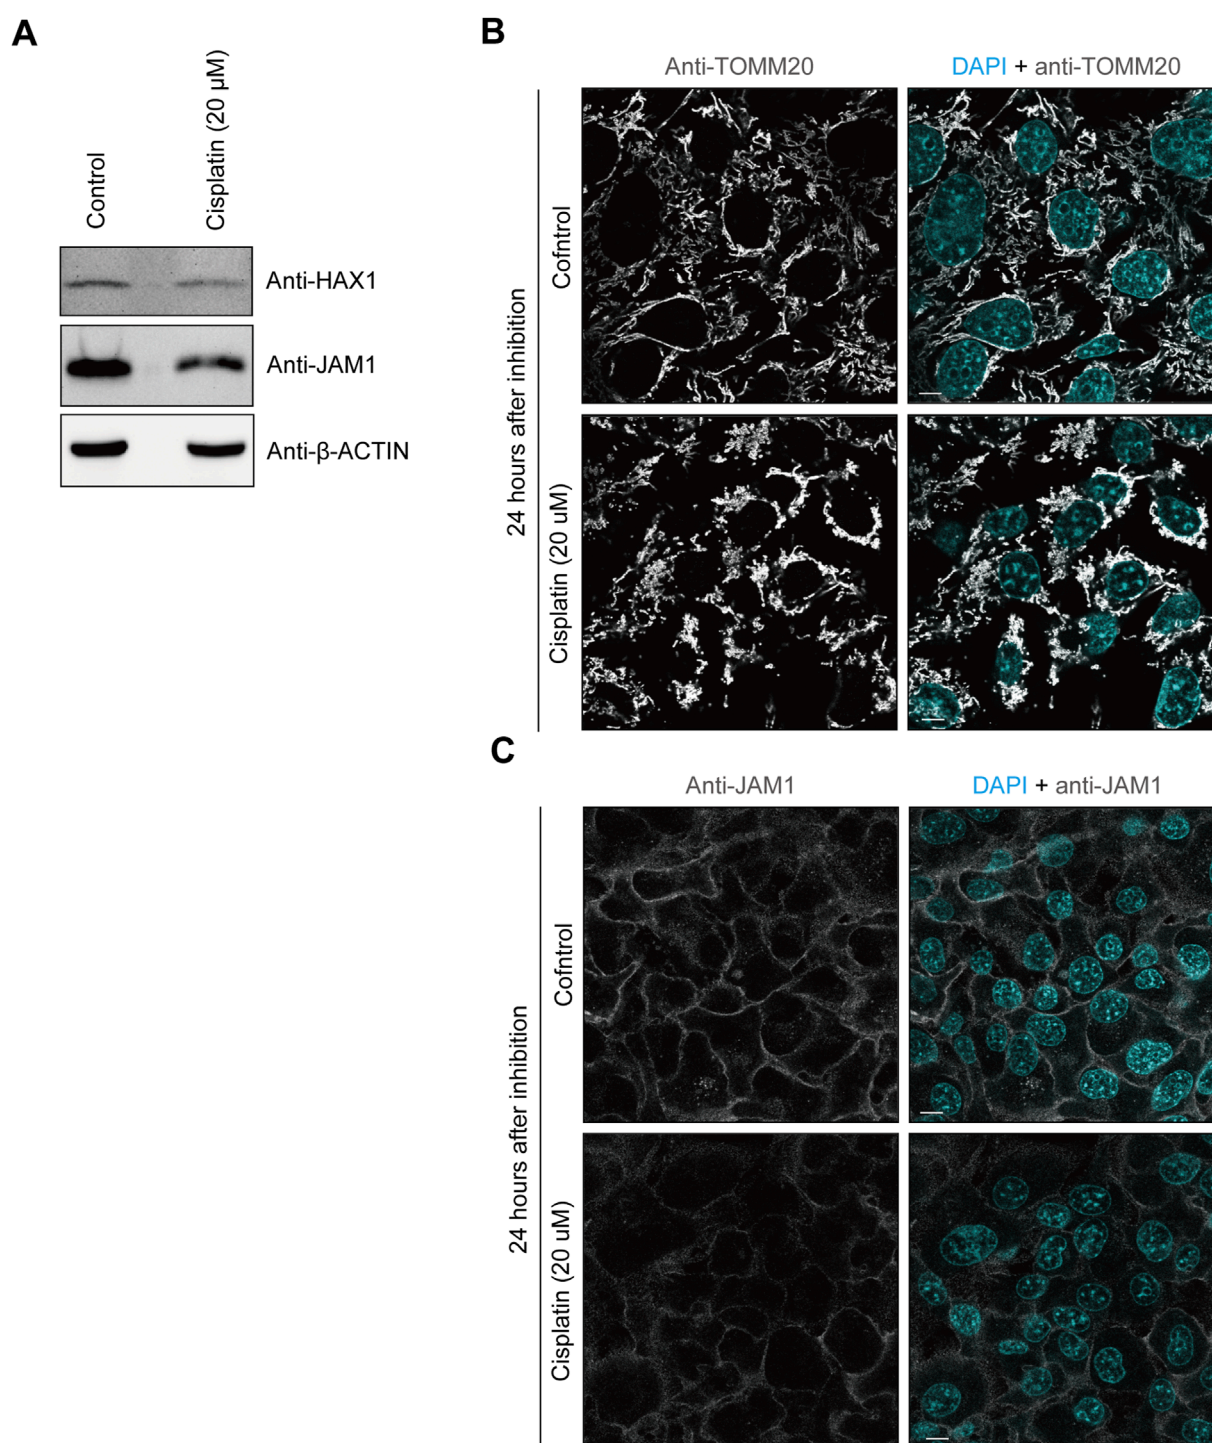 A
Control
Cisplatin (20 µM)
Anti-HAX1
Anti-JAM1
Anti-β-ACTIN
B
Anti-TOMM20
DAPI + anti-TOMM20
24 hours after inhibition
Cofntrol
Cisplatin (20 uM)
C
Anti-JAM1
DAPI + anti-JAM1
24 hours after inhibition
Cofntrol
Cisplatin (20 uM)